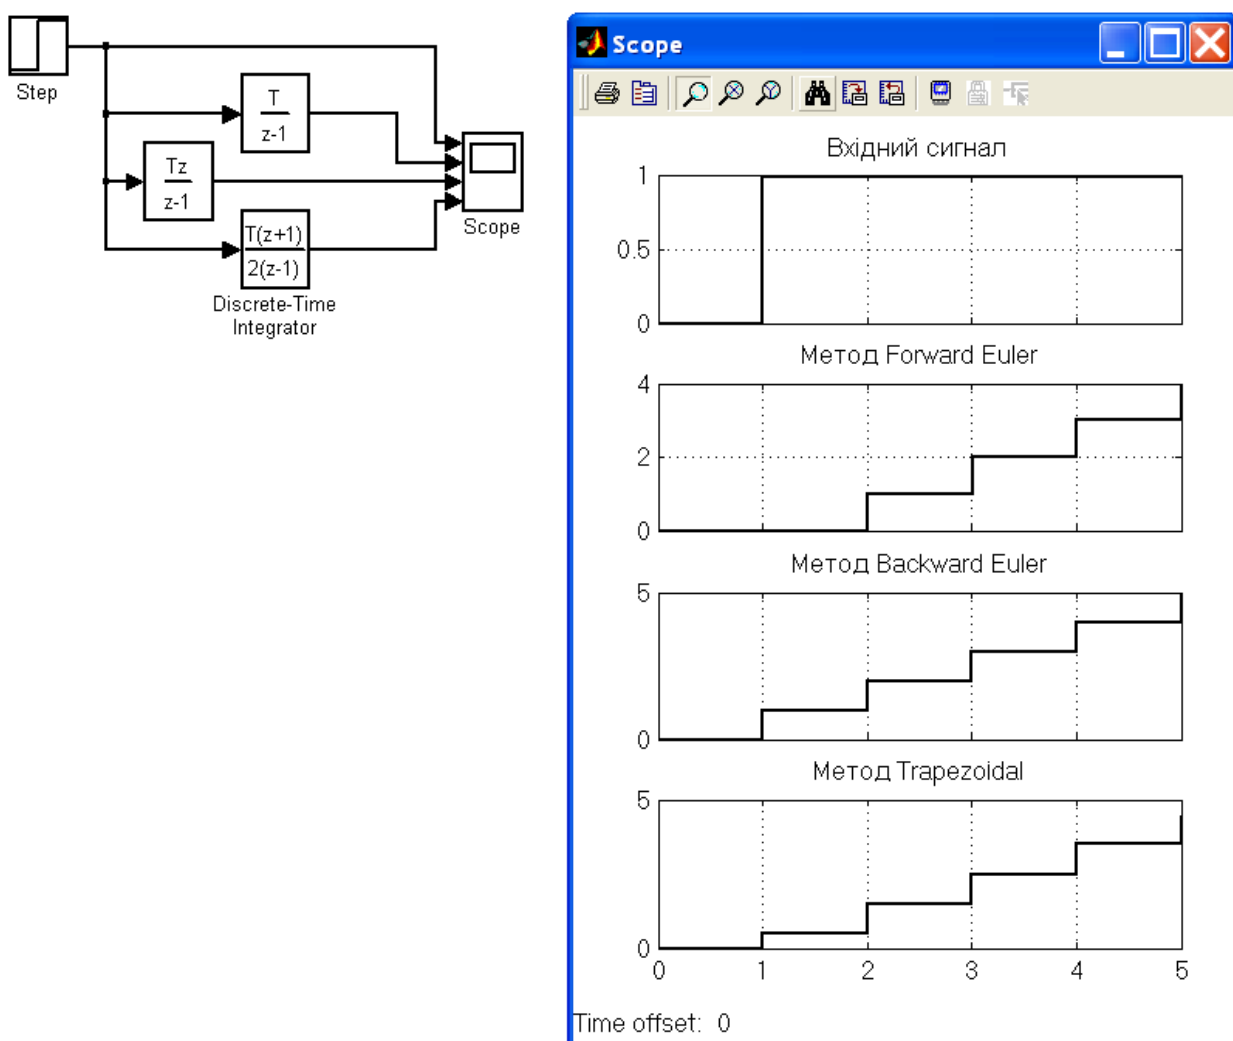 Step
T
z-1
Tz
z-1
T(z+1)
2(z-1)
Discrete-Time
Integrator
Scope
Scope
Вхідний сигнал
1
0.5
0
Метод Forward Euler
4
2
0
Метод Backward Euler
5
0
Метод Trapezoidal
5
0
0 1 2 3 4 5
Time offset: 0